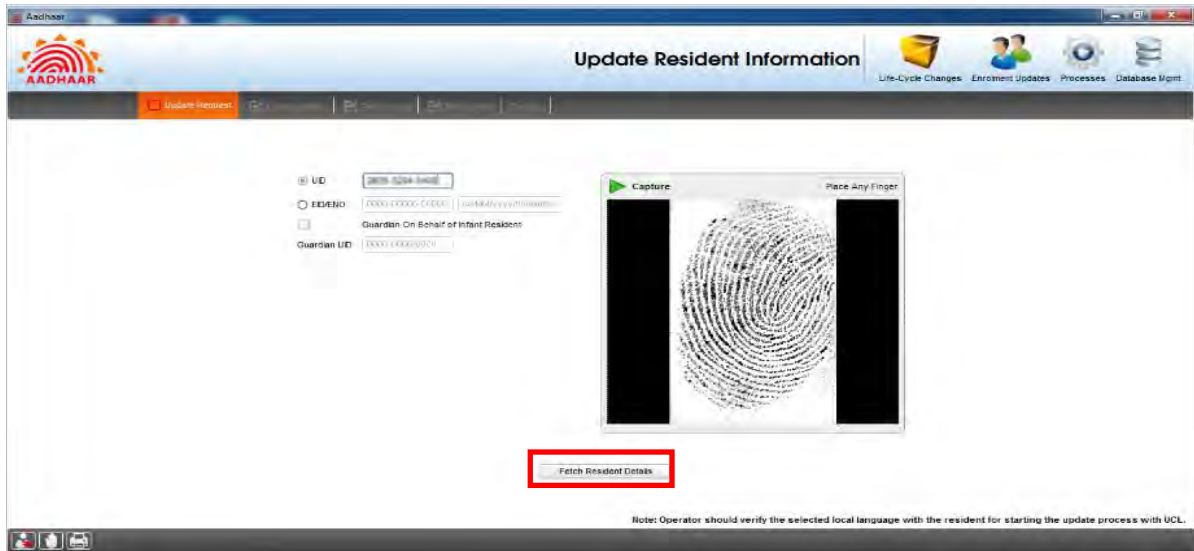 Aadhaar
AADHAAR
Update Resident Information
Life-Cycle Changes
Enrolment Updates
Processes
Database Mgmt
Update Request
UID
EID/ENO
Guardian On Behalf of Infant Resident
Guardian UID
Capture
Place Any Finger
Fetch Resident Details
Note: Operator should verify the selected local language with the resident for starting the update process with UCL.